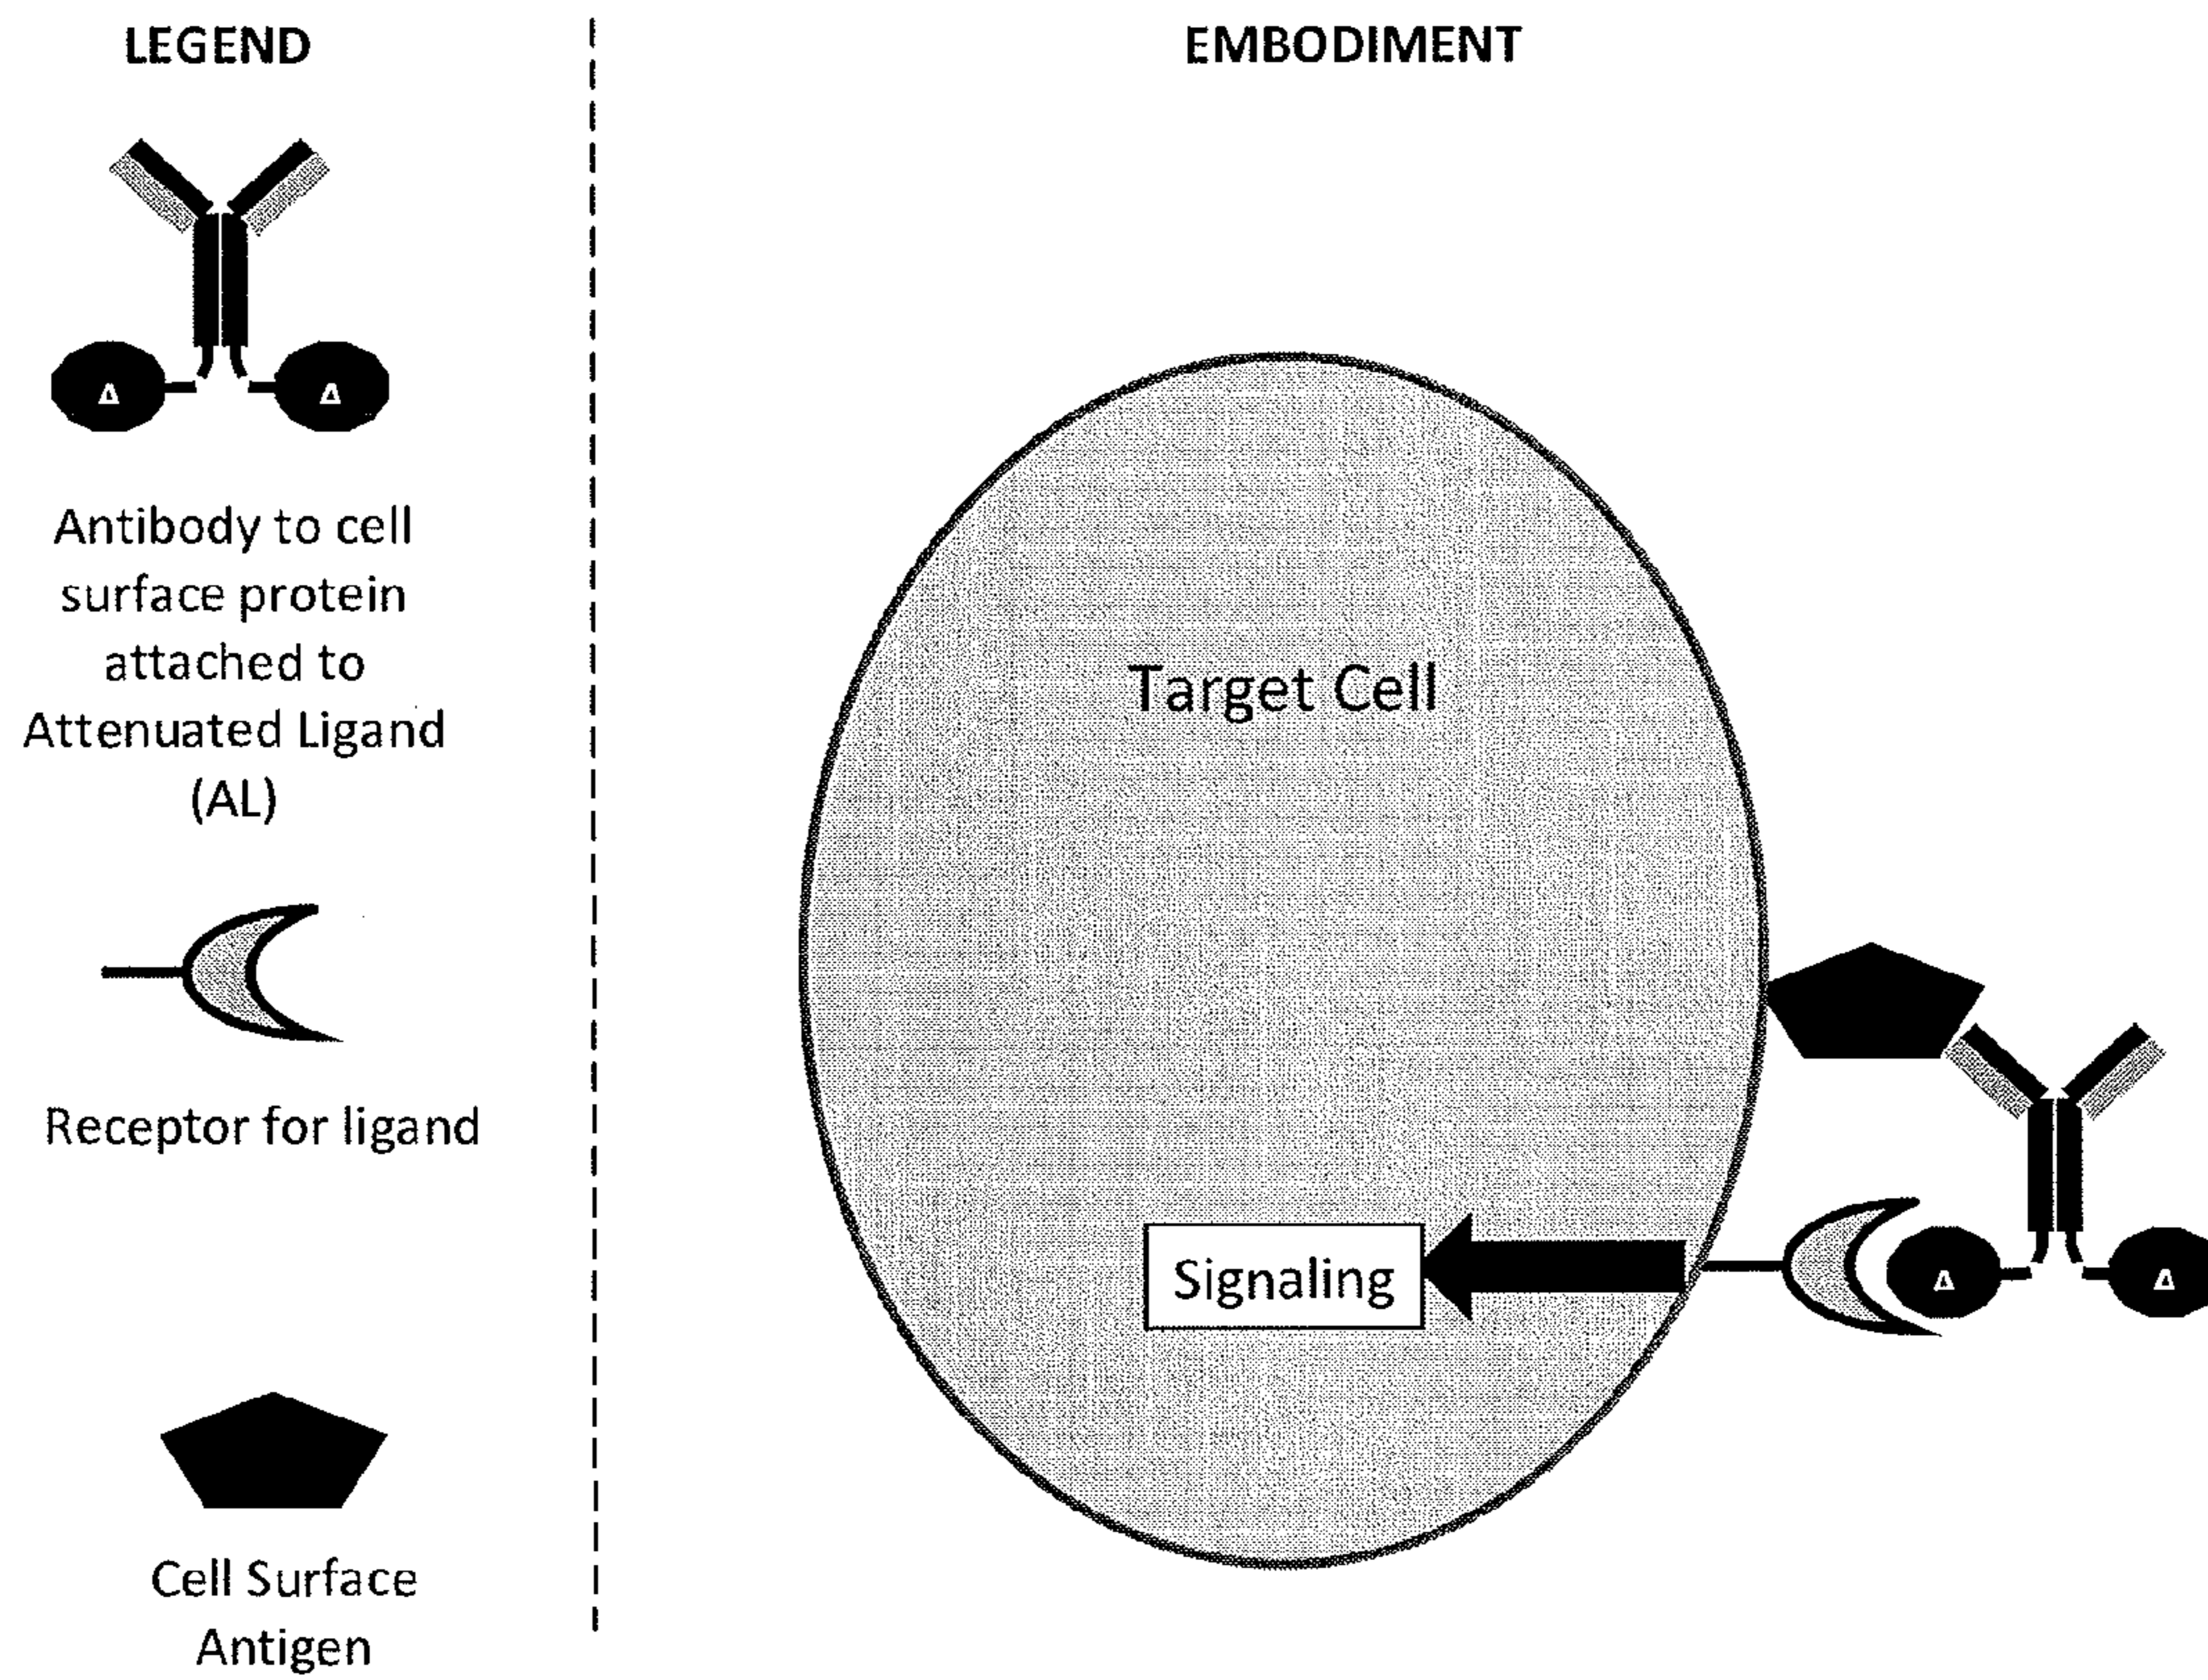 LEGEND
Antibody to cell
surface protein
attached to
Attenuated Ligand
(AL)
Receptor for ligand
Cell Surface
Antigen
EMBODIMENT
Target Cell
Signaling
Δ
Δ
Δ
Δ